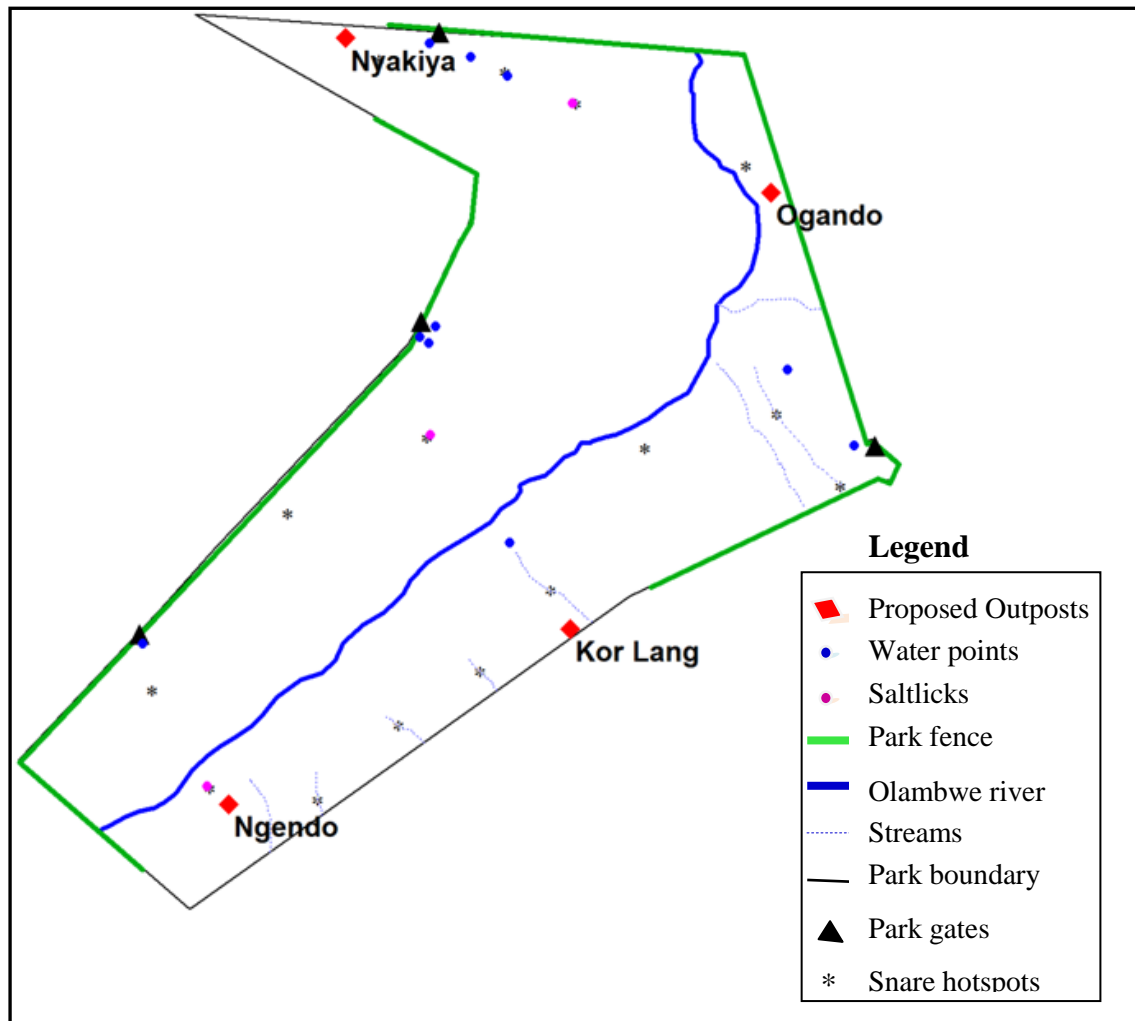 Nyakiya
Ogando
Kor Lang
Ngendo
Legend
Proposed Outposts
Water points
Saltlicks
Park fence
Olambwe river
Streams
Park boundary
Park gates
Snare hotspots